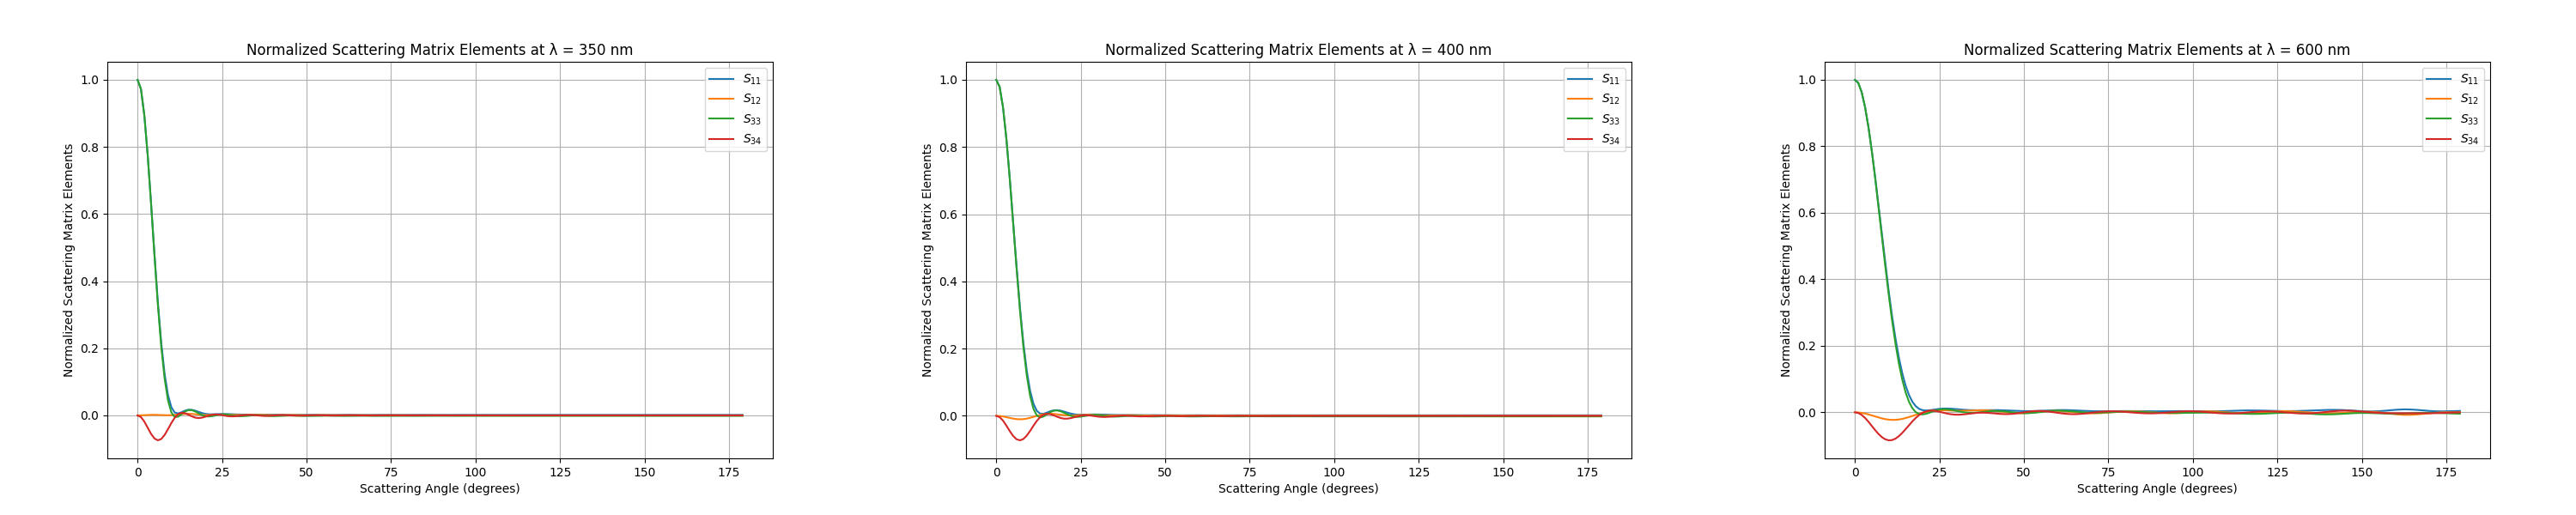 Normalized Scattering Matrix Elements at λ = 350 nm
Normalized Scattering Matrix Elements
1.0
0.8
0.6
0.4
0.2
0.0
S₁₁
S₁₂
S₃₃
S₃₄
0 25 50 75 100 125 150 175
Scattering Angle (degrees)
Normalized Scattering Matrix Elements at λ = 400 nm
Normalized Scattering Matrix Elements
1.0
0.8
0.6
0.4
0.2
0.0
S₁₁
S₁₂
S₃₃
S₃₄
0 25 50 75 100 125 150 175
Scattering Angle (degrees)
Normalized Scattering Matrix Elements at λ = 600 nm
Normalized Scattering Matrix Elements
1.0
0.8
0.6
0.4
0.2
0.0
S₁₁
S₁₂
S₃₃
S₃₄
0 25 50 75 100 125 150 175
Scattering Angle (degrees)